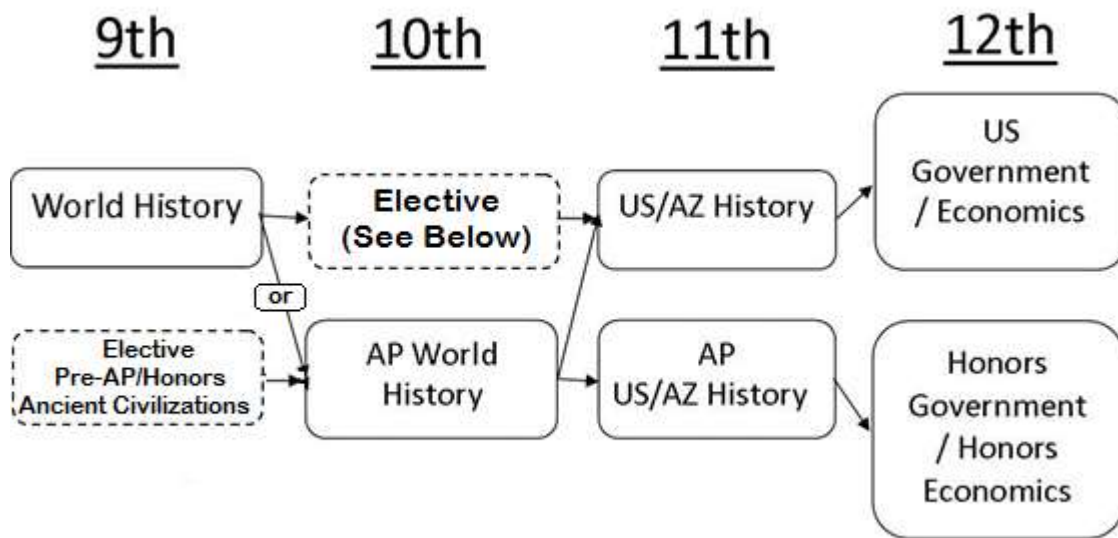 9th
10th
11th
12th
World History
Elective
(See Below)
US/AZ History
US
Government
/ Economics
or
Elective
Pre-AP/Honors
Ancient Civilizations
AP World
History
AP
US/AZ History
Honors
Government
/ Honors
Economics